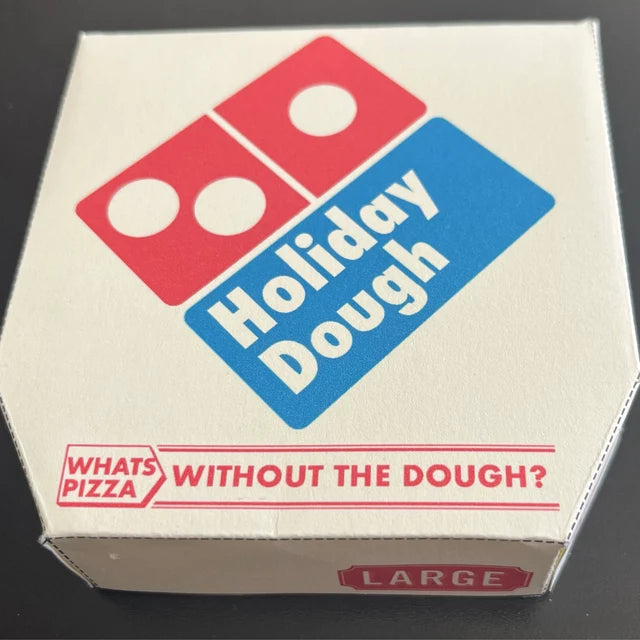 Holiday
Dough
WHATS
PIZZA
WITHOUT THE DOUGH?
LARGE